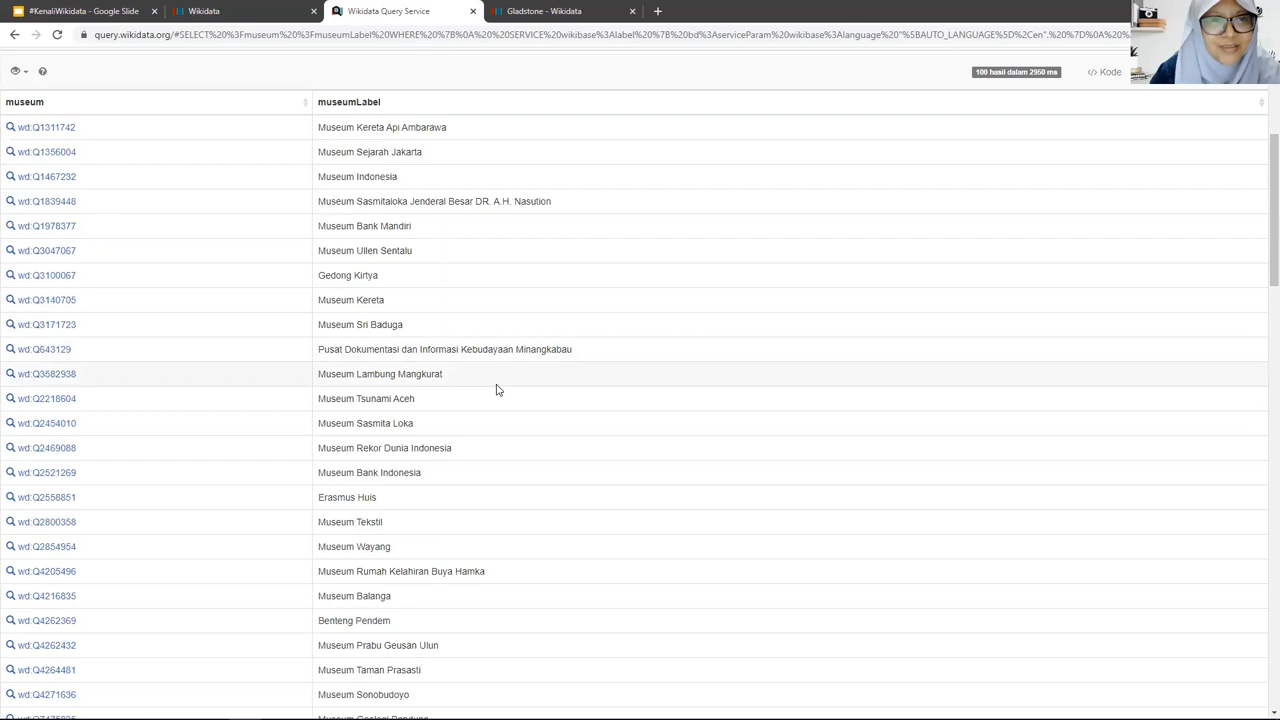 #KenaliWikidata - Google Slide
Wikidata
Wikidata Query Service
Gladstone - Wikidata
query.wikidata.org/#SELECT%20%3Fmuseum%20%3FmuseumLabel%20WHERE%20%7B%0A%20%20SERVICE%20wikibase%3Alabel%20%7B%20bd%3AserviceParam%20wikibase%3Alanguage%20"%5BAUTO_LANGUAGE%5D%2Cen".%20%7D%0A%20%
100 hasil dalam 2950 ms
</> Kode
museum museumLabel
wd:Q1311742 Museum Kereta Api Ambarawa
wd:Q1356004 Museum Sejarah Jakarta
wd:Q1467232 Museum Indonesia
wd:Q1839448 Museum Sasmitaloka Jenderal Besar DR. A.H. Nasution
wd:Q1978377 Museum Bank Mandiri
wd:Q3047067 Museum Ullen Sentalu
wd:Q3100067 Gedong Kirtya
wd:Q3140705 Museum Kereta
wd:Q3171723 Museum Sri Baduga
wd:Q643129 Pusat Dokumentasi dan Informasi Kebudayaan Minangkabau
wd:Q3582938 Museum Lambung Mangkurat
wd:Q2218604 Museum Tsunami Aceh
wd:Q2454010 Museum Sasmita Loka
wd:Q2469088 Museum Rekor Dunia Indonesia
wd:Q2521269 Museum Bank Indonesia
wd:Q2558851 Erasmus Huis
wd:Q2800358 Museum Tekstil
wd:Q2854954 Museum Wayang
wd:Q4205496 Museum Rumah Kelahiran Buya Hamka
wd:Q4216835 Museum Balanga
wd:Q4262369 Benteng Pendem
wd:Q4262432 Museum Prabu Geusan Ulun
wd:Q4264481 Museum Taman Prasasti
wd:Q4271636 Museum Sonobudoyo